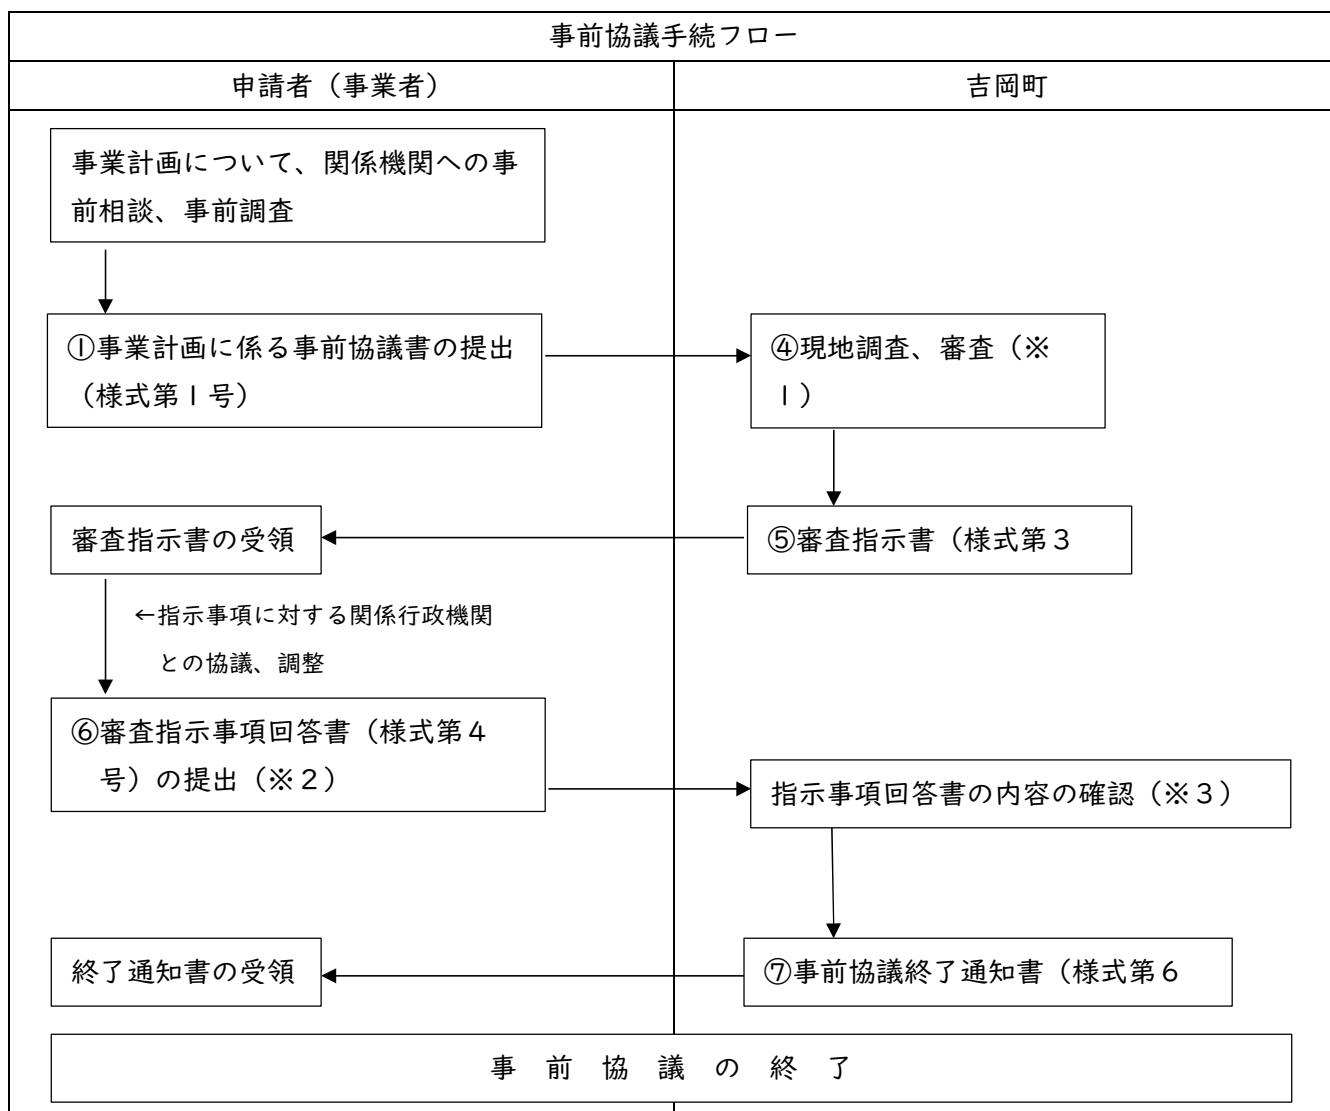 事前協議手続フロー
申請者（事業者）
吉岡町
事業計画について、関係機関への事
前相談、事前調査
①事業計画に係る事前協議書の提出
（様式第１号）
④現地調査、審査（※
１）
審査指示書の受領
⑤審査指示書（様式第３
←指示事項に対する関係行政機関
との協議、調整
⑥審査指示事項回答書（様式第４
号）の提出（※２）
指示事項回答書の内容の確認（※３）
終了通知書の受領
⑦事前協議終了通知書（様式第６
事　前　協　議　の　終　了